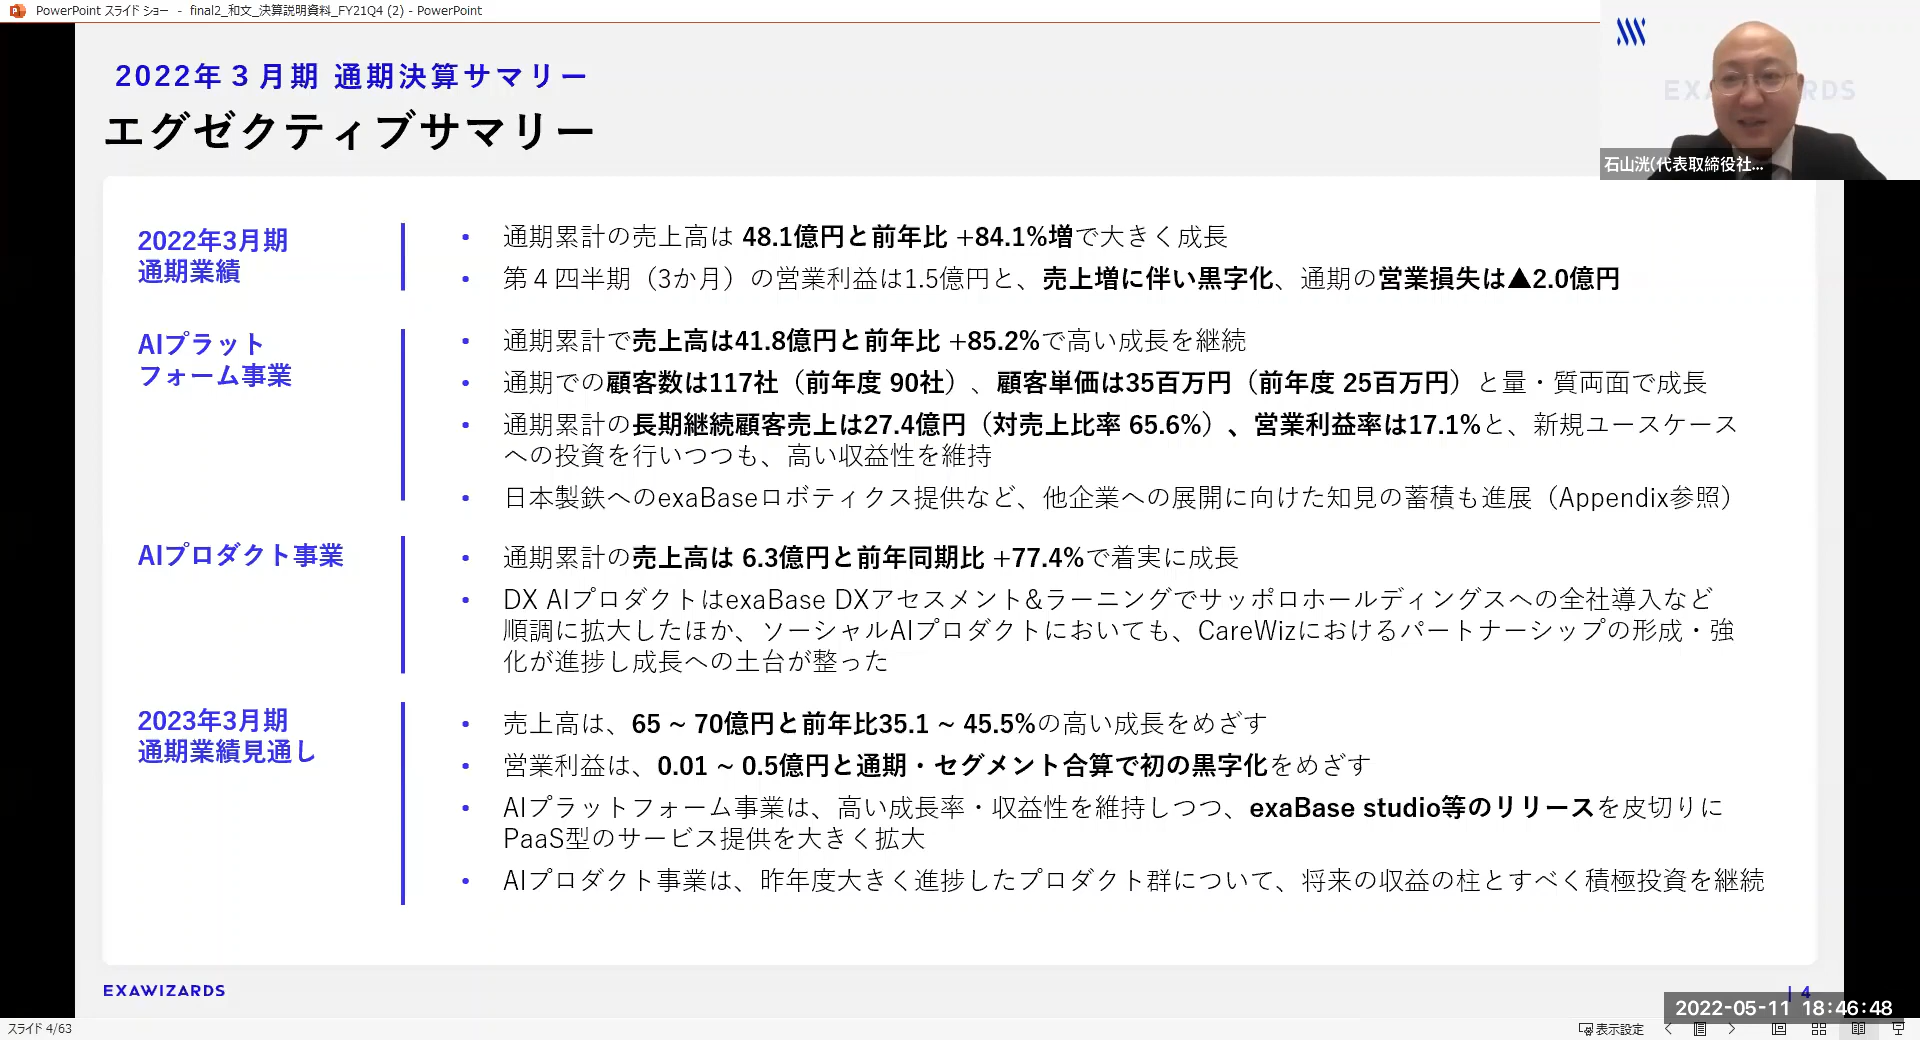 PowerPoint スライド ショー - final2_和文_決算説明資料_FY21Q4 (2) - PowerPoint
2022年３月期 通期決算サマリー
エグゼクティブサマリー
EXA
RDS
石山洸(代表取締役社...
2022年3月期
通期業績
• 通期累計の売上高は 48.1億円と前年比 +84.1%増で大きく成長
• 第４四半期（3か月）の営業利益は1.5億円と、売上増に伴い黒字化、通期の営業損失は▲2.0億円
AIプラット
フォーム事業
• 通期累計で売上高は41.8億円と前年比 +85.2%で高い成長を継続
• 通期での顧客数は117社（前年度 90社）、顧客単価は35百万円（前年度 25百万円）と量・質両面で成長
• 通期累計の長期継続顧客売上は27.4億円（対売上比率 65.6%）、営業利益率は17.1%と、新規ユースケース
への投資を行いつつも、高い収益性を維持
• 日本製鉄へのexaBaseロボティクス提供など、他企業への展開に向けた知見の蓄積も進展（Appendix参照）
AIプロダクト事業
• 通期累計の売上高は 6.3億円と前年同期比 +77.4%で着実に成長
• DX AIプロダクトはexaBase DXアセスメント&ラーニングでサッポロホールディングスへの全社導入など
順調に拡大したほか、ソーシャルAIプロダクトにおいても、CareWizにおけるパートナーシップの形成・強
化が進捗し成長への土台が整った
2023年3月期
通期業績見通し
• 売上高は、65 ~ 70億円と前年比35.1 ~ 45.5%の高い成長をめざす
• 営業利益は、0.01 ~ 0.5億円と通期・セグメント合算で初の黒字化をめざす
• AIプラットフォーム事業は、高い成長率・収益性を維持しつつ、exaBase studio等のリリースを皮切りに
PaaS型のサービス提供を大きく拡大
• AIプロダクト事業は、昨年度大きく進捗したプロダクト群について、将来の収益の柱とすべく積極投資を継続
EXAWIZARDS
| 4
2022-05-11 18:46:48
スライド 4/63
表示設定